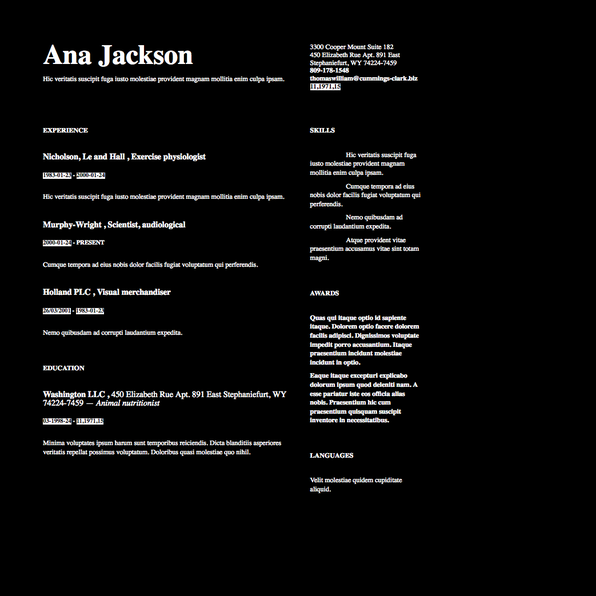 Ana Jackson
Hic veritatis suscipit fuga iusto molestiae provident magnam mollitia enim culpa ipsam.
3300 Cooper Mount Suite 182
450 Elizabeth Rue Apt. 891 East
Stephaniefurt, WY 74224-7459
809-178-1548
thomaswilliam@cummings-clark.biz
11.1971.15
EXPERIENCE
Nicholson, Le and Hall , Exercise physiologist
1983-01-23 - 2000-01-24
Hic veritatis suscipit fuga iusto molestiae provident magnam mollitia enim culpa ipsam.
Murphy-Wright , Scientist, audiological
2000-01-24 - PRESENT
Cumque tempora ad eius nobis dolor facilis fugiat voluptatum qui perferendis.
Holland PLC , Visual merchandiser
26/03/2001 - 1983-01-23
Nemo quibusdam ad corrupti laudantium expedita.
EDUCATION
Washington LLC , 450 Elizabeth Rue Apt. 891 East Stephaniefurt, WY
74224-7459 — Animal nutritionist
03-1998-24 - 11.1971.15
Minima voluptates ipsum harum sunt temporibus reiciendis. Dicta blanditiis asperiores
veritatis repellat possimus voluptatum. Doloribus quasi molestiae quo nihil.
SKILLS
Hic veritatis suscipit fuga
iusto molestiae provident magnam
mollitia enim culpa ipsam.
Cumque tempora ad eius
nobis dolor facilis fugiat voluptatum qui
perferendis.
Nemo quibusdam ad
corrupti laudantium expedita.
Atque provident vitae
praesentium accusamus vitae sint totam
magni.
AWARDS
Quas qui itaque optio id sapiente
itaque. Dolorem optio facere dolorem
facilis adipisci. Dignissimos voluptate
impedit porro accusantium. Itaque
praesentium incidunt molestiae
incidunt in optio.
Eaque itaque excepturi explicabo
dolorum ipsum quod deleniti nam. A
esse pariatur iste eos officia alias
nobis. Praesentium hic cum
praesentium quisquam suscipit
inventore in necessitatibus.
LANGUAGES
Velit molestiae quidem cupiditate
aliquid.